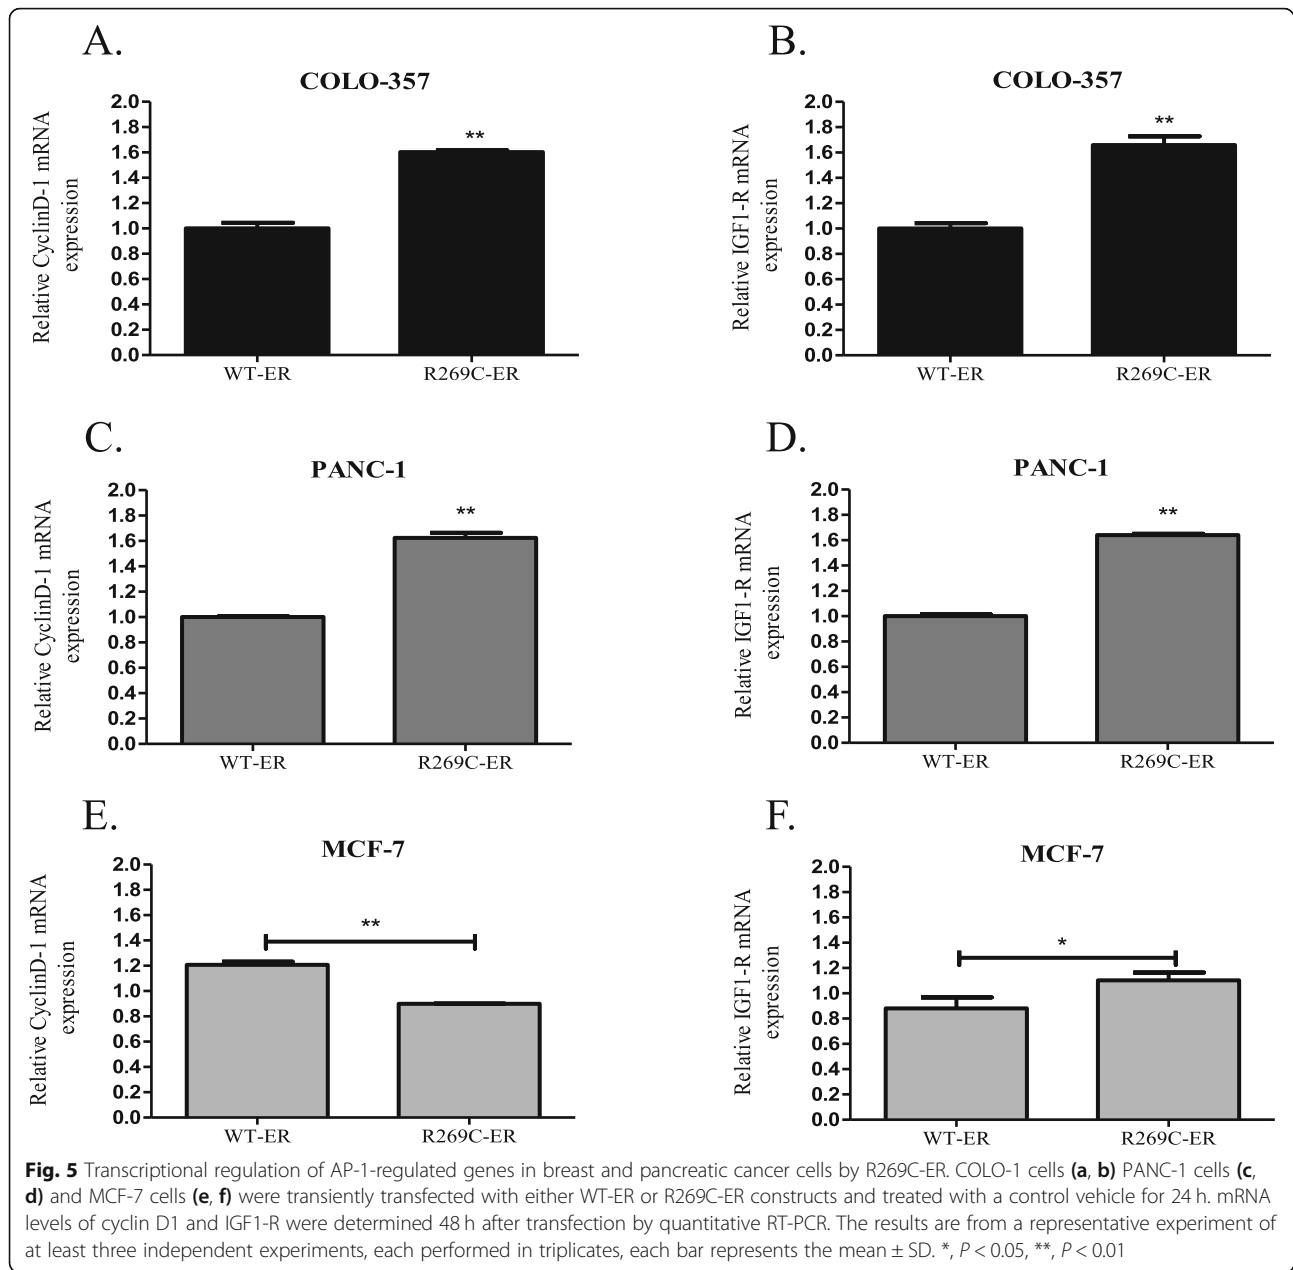 A.
COLO-357
Relative CyclinD-1 mRNA
expression
2.0
1.8
1.6
1.4
1.2
1.0
0.8
0.6
0.4
0.2
0.0
**
WT-ER
R269C-ER
B.
COLO-357
Relative IGF1-R mRNA
expression
2.0
1.8
1.6
1.4
1.2
1.0
0.8
0.6
0.4
0.2
0.0
**
WT-ER
R269C-ER
C.
PANC-1
Relative CyclinD-1 mRNA
expression
2.0
1.8
1.6
1.4
1.2
1.0
0.8
0.6
0.4
0.2
0.0
**
WT-ER
R269C-ER
D.
PANC-1
Relative IGF1-R mRNA
expression
2.0
1.8
1.6
1.4
1.2
1.0
0.8
0.6
0.4
0.2
0.0
**
WT-ER
R269C-ER
E.
MCF-7
Relative CyclinD-1 mRNA
expression
2.0
1.8
1.6
1.4
1.2
1.0
0.8
0.6
0.4
0.2
0.0
**
WT-ER
R269C-ER
F.
MCF-7
Relative IGF1-R mRNA
expression
2.0
1.8
1.6
1.4
1.2
1.0
0.8
0.6
0.4
0.2
0.0
*
WT-ER
R269C-ER
Fig. 5 Transcriptional regulation of AP-1-regulated genes in breast and pancreatic cancer cells by R269C-ER. COLO-1 cells (a, b) PANC-1 cells (c,
d) and MCF-7 cells (e, f) were transiently transfected with either WT-ER or R269C-ER constructs and treated with a control vehicle for 24 h. mRNA
levels of cyclin D1 and IGF1-R were determined 48 h after transfection by quantitative RT-PCR. The results are from a representative experiment of
at least three independent experiments, each performed in triplicates, each bar represents the mean ± SD. *, P < 0.05, **, P < 0.01